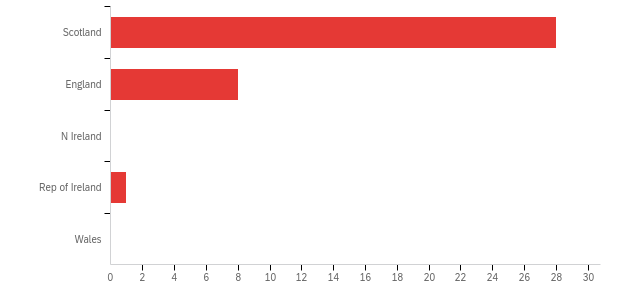 Scotland
England
N Ireland
Rep of Ireland
Wales
0 2 4 6 8 10 12 14 16 18 20 22 24 26 28 30